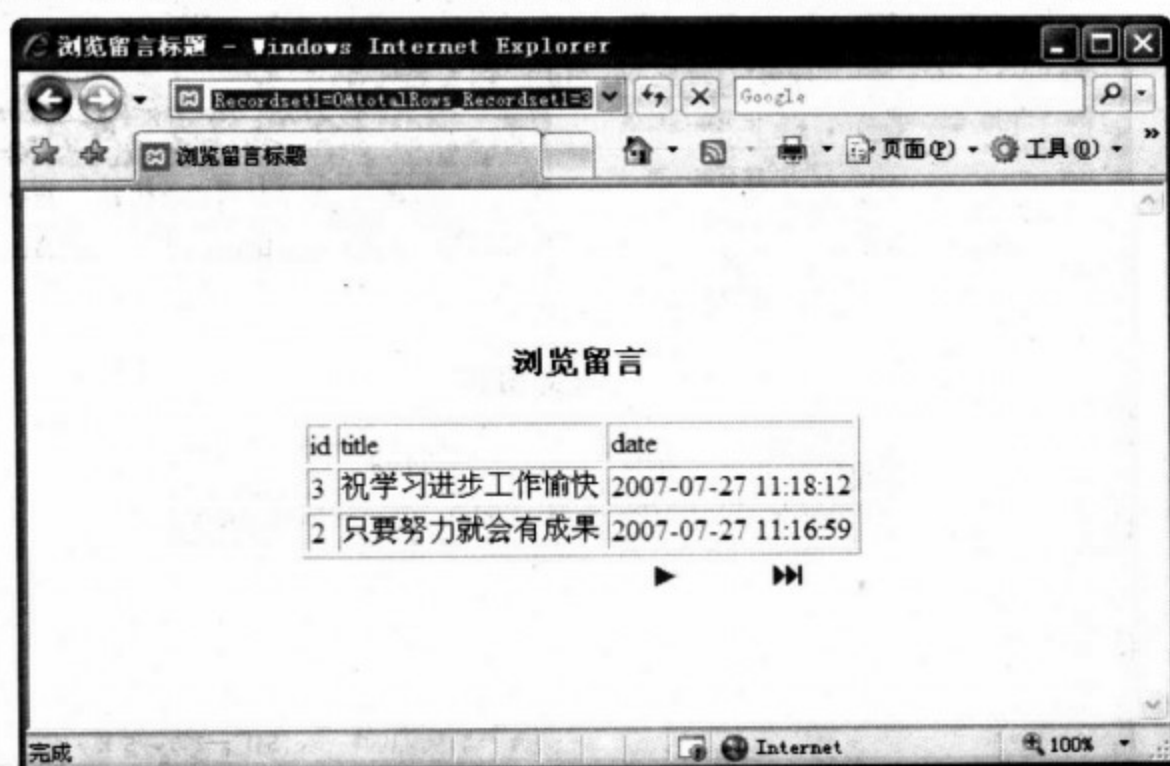 浏览留言标题 - Windows Internet Explorer
Recordset1=0&totalRows_Recordset1=3
Google
浏览留言标题
页面(P)
工具(O)
»
浏览留言
id title date
3 祝学习进步工作愉快 2007-07-27 11:18:12
2 只要努力就会有成果 2007-07-27 11:16:59
完成
Internet
100%